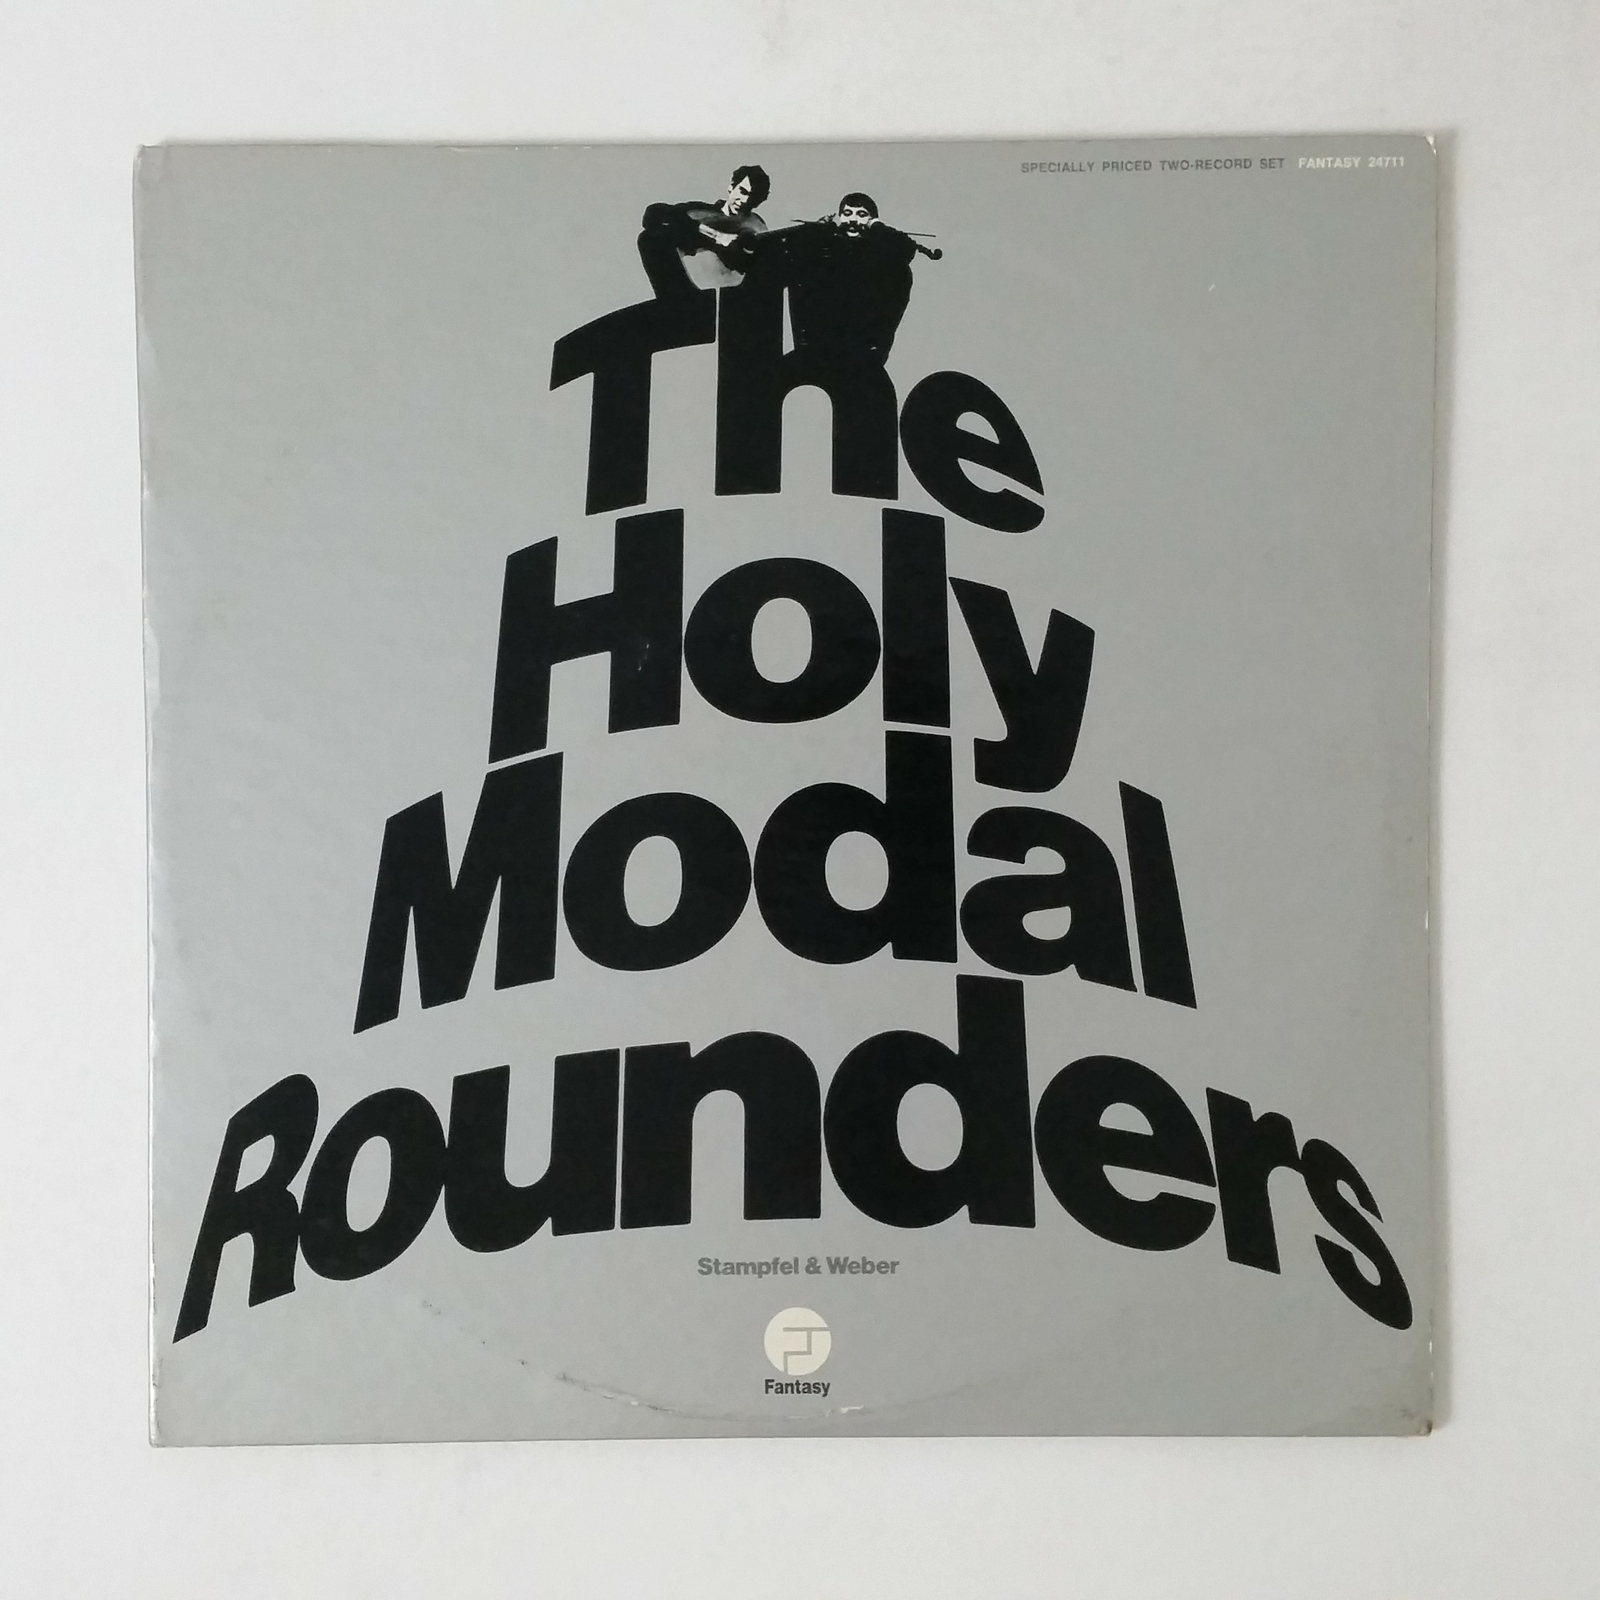 SPECIALLY PRICED TWO-RECORD SET FANTASY 24711
The
Holy
Modal
Rounders
Stampfel & Weber
Fantasy